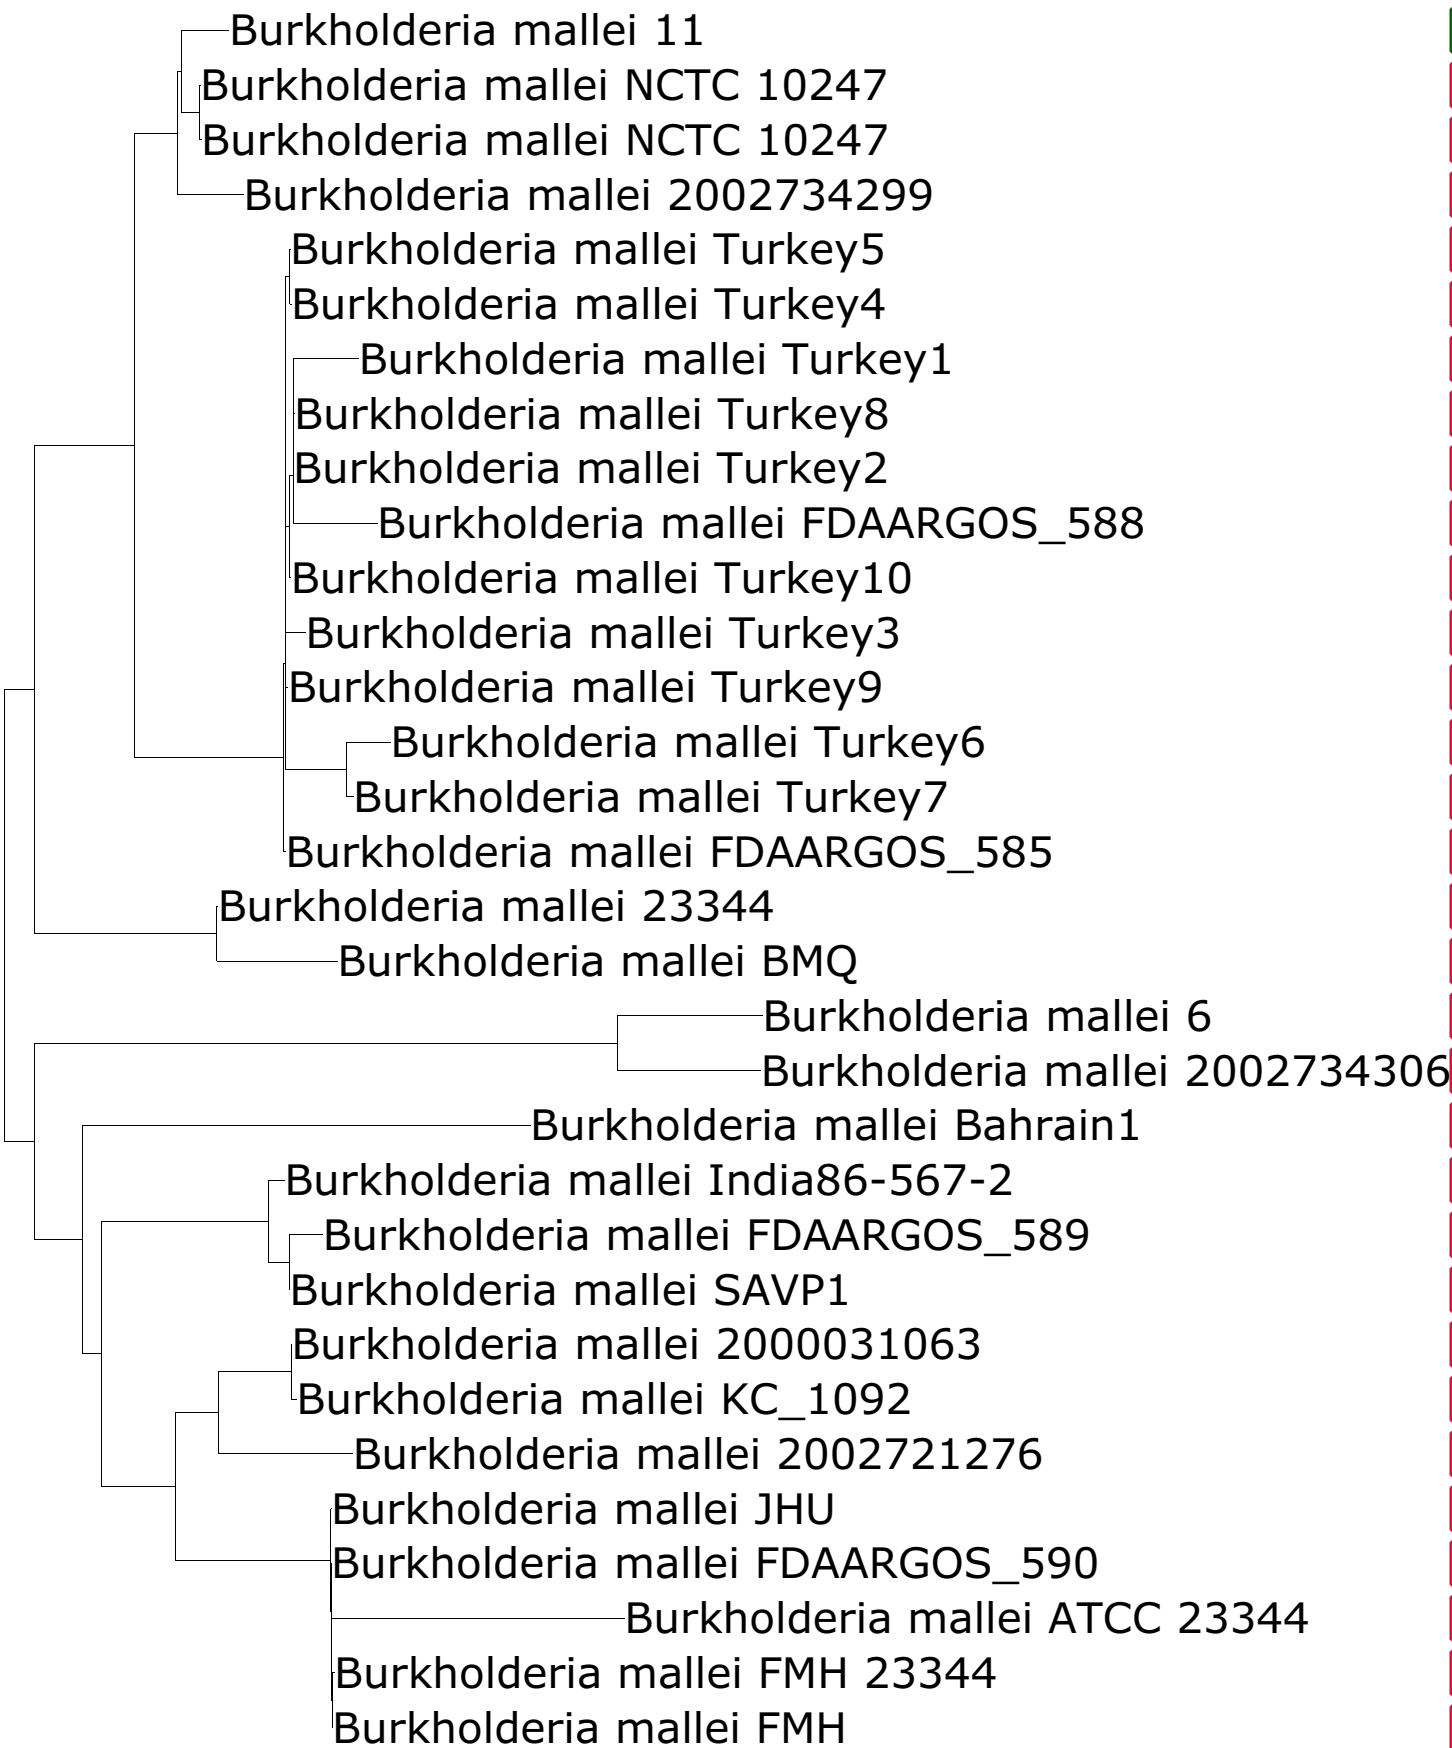 Burkholderia mallei 11
Burkholderia mallei NCTC 10247
Burkholderia mallei NCTC 10247
Burkholderia mallei 2002734299
Burkholderia mallei Turkey5
Burkholderia mallei Turkey4
Burkholderia mallei Turkey1
Burkholderia mallei Turkey8
Burkholderia mallei Turkey2
Burkholderia mallei FDAARGOS_588
Burkholderia mallei Turkey10
Burkholderia mallei Turkey3
Burkholderia mallei Turkey9
Burkholderia mallei Turkey6
Burkholderia mallei Turkey7
Burkholderia mallei FDAARGOS_585
Burkholderia mallei 23344
Burkholderia mallei BMQ
Burkholderia mallei 6
Burkholderia mallei 2002734306
Burkholderia mallei Bahrain1
Burkholderia mallei India86-567-2
Burkholderia mallei FDAARGOS_589
Burkholderia mallei SAVP1
Burkholderia mallei 2000031063
Burkholderia mallei KC_1092
Burkholderia mallei 2002721276
Burkholderia mallei JHU
Burkholderia mallei FDAARGOS_590
Burkholderia mallei ATCC 23344
Burkholderia mallei FMH 23344
Burkholderia mallei FMH